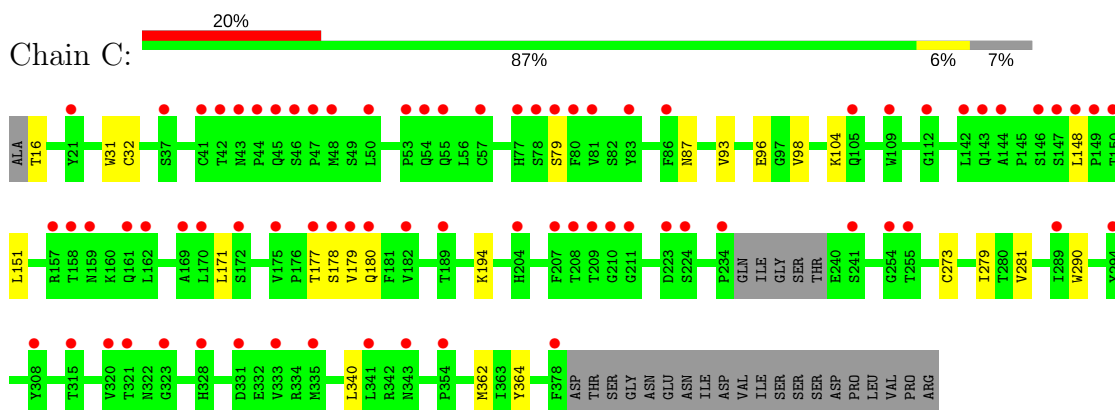 20%
Chain C:
87% 6% 7%
ALA T16 Y21 W31 C32 S37 C41 T42 N43 P44 Q45 S46 P47 M48 S49 L50 P53 Q54 Q55 L56 C57 H77 S78 S79 F80 V81 S82 Y83 F86 N87 V93 E96 G97 V98 K104 Q105 W109 G112 L142 Q143 A144 P145 S146 S147 L148 P149 T150
L151 R157 T158 N159 K160 Q161 L162 A169 L170 L171 S172 V175 P176 T177 S178 V179 Q180 F181 V182 T189 K194 H204 F207 T208 T209 G210 G211 D223 S224 P234 GLN ILE GLY SER THR E240 S241 G254 T255 C273 I279 T280 V281 I289 W290
Y308 T315 V320 T321 N322 G323 H328 D331 E332 V333 R334 M335 L340 L341 R342 N343 P354 M362 I363 Y364 F378 ASP THR SER GLY ASN ASN ILE ASP VAL ILE SER SER SER ASP PRO LEU VAL PRO ARG